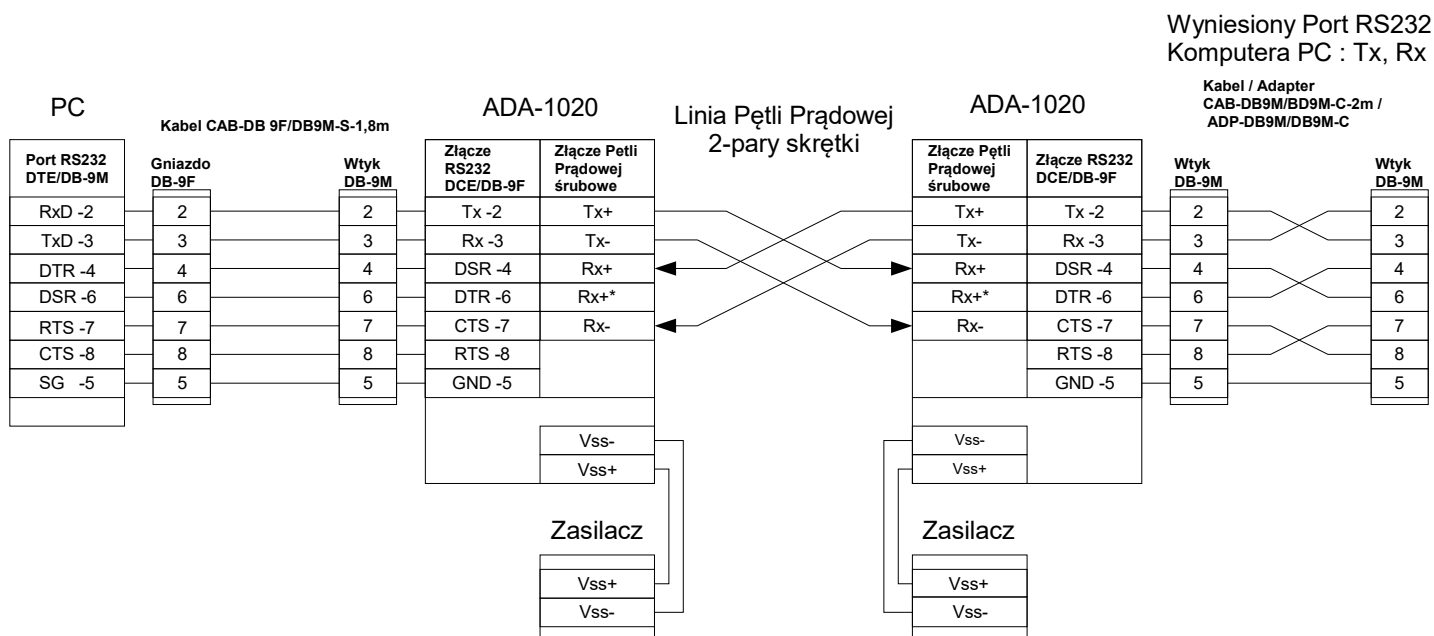 Wyniesiony Port RS232
Komputera PC : Tx, Rx
Kabel / Adapter
CAB-DB9M/BD9M-C-2m /
ADP-DB9M/DB9M-C
PC
Kabel CAB-DB 9F/DB9M-S-1,8m
ADA-1020
Linia Pętli Prądowej
2-pary skrętki
ADA-1020
Port RS232
DTE/DB-9M
Gniazdo
DB-9F
Wtyk
DB-9M
Złącze
RS232
DCE/DB-9F
Złącze Petli
Prądowej
śrubowe
Złącze Pętli
Prądowej
śrubowe
Złącze RS232
DCE/DB-9F
Wtyk
DB-9M
Wtyk
DB-9M
RxD -2 2 2 Tx -2 Tx+ Tx+ Tx -2 2 2
TxD -3 3 3 Rx -3 Tx- Tx- Rx -3 3 3
DTR -4 4 4 DSR -4 Rx+ Rx+ DSR -4 4 4
DSR -6 6 6 DTR -6 Rx+* Rx+* DTR -6 6 6
RTS -7 7 7 CTS -7 Rx- Rx- CTS -7 7 7
CTS -8 8 8 RTS -8 RTS -8 8 8
SG -5 5 5 GND -5 GND -5 5 5
Vss- Vss-
Vss+ Vss+
Zasilacz Zasilacz
Vss+ Vss+
Vss- Vss-